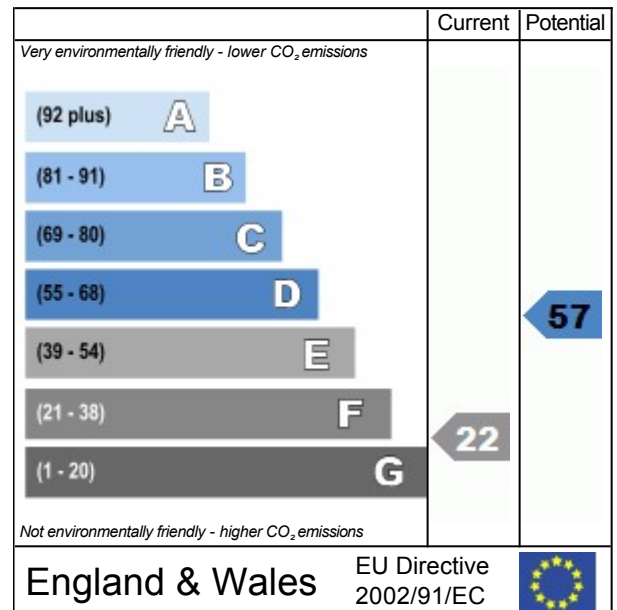 Current Potential
Very environmentally friendly - lower CO₂ emissions
(92 plus) A
(81 - 91) B
(69 - 80) C
(55 - 68) D
57
(39 - 54) E
(21 - 38) F
22
(1 - 20) G
Not environmentally friendly - higher CO₂ emissions
England & Wales
EU Directive
2002/91/EC